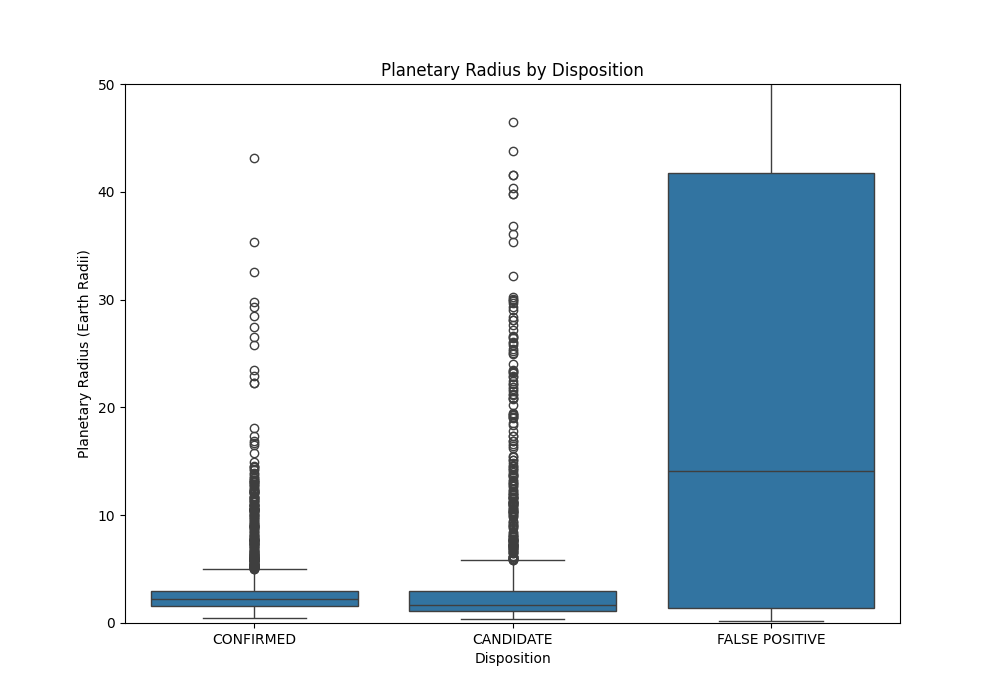 Planetary Radius by Disposition
Planetary Radius (Earth Radii)
50
40
30
20
10
0
CONFIRMED
CANDIDATE
FALSE POSITIVE
Disposition